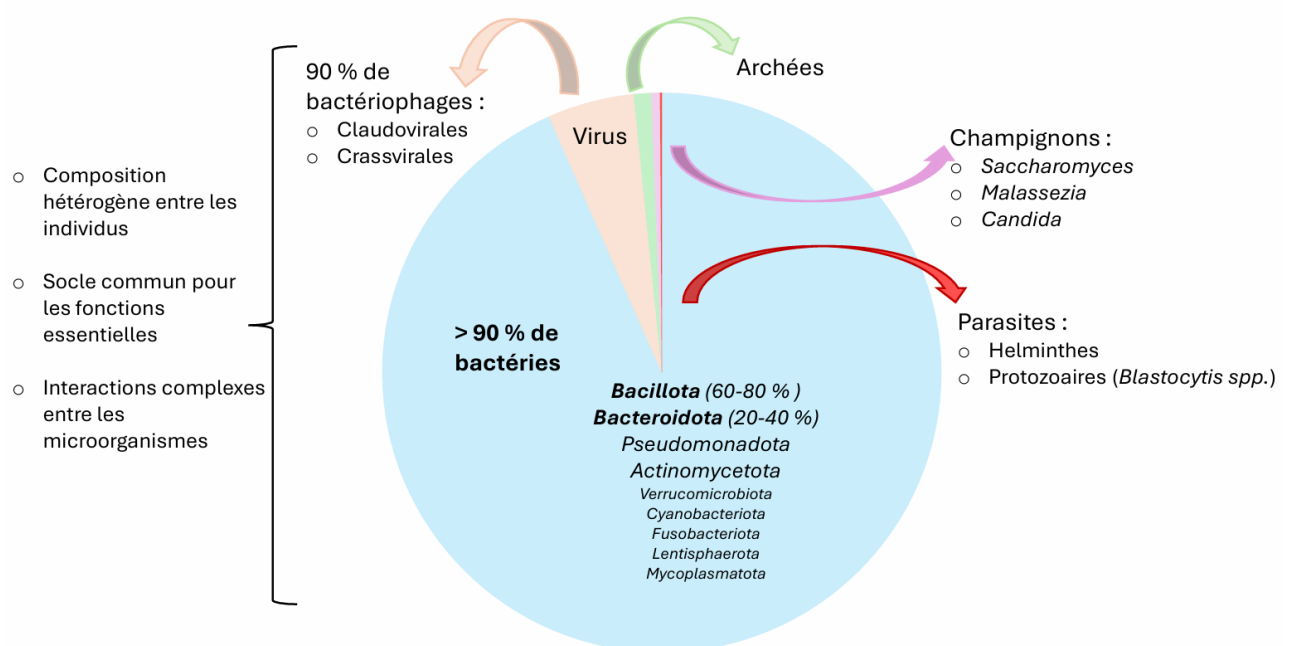 ○ Composition
hétérogène entre les
individus
○ Socle commun pour
les fonctions
essentielles
○ Interactions complexes
entre les
microorganismes
90 % de
bactériophages :
○ Claudovirales
○ Crassvirales
Virus
Archées
Champignons :
○ Saccharomyces
○ Malassezia
○ Candida
Parasites :
○ Helminthes
○ Protozoaires (Blastocytis spp.)
> 90 % de
bactéries
Bacillota (60-80 % )
Bacteroidota (20-40 %)
Pseudomonadota
Actinomycetota
Verrucomicrobiota
Cyanobacteriota
Fusobacteriota
Lentisphaerota
Mycoplasmatota